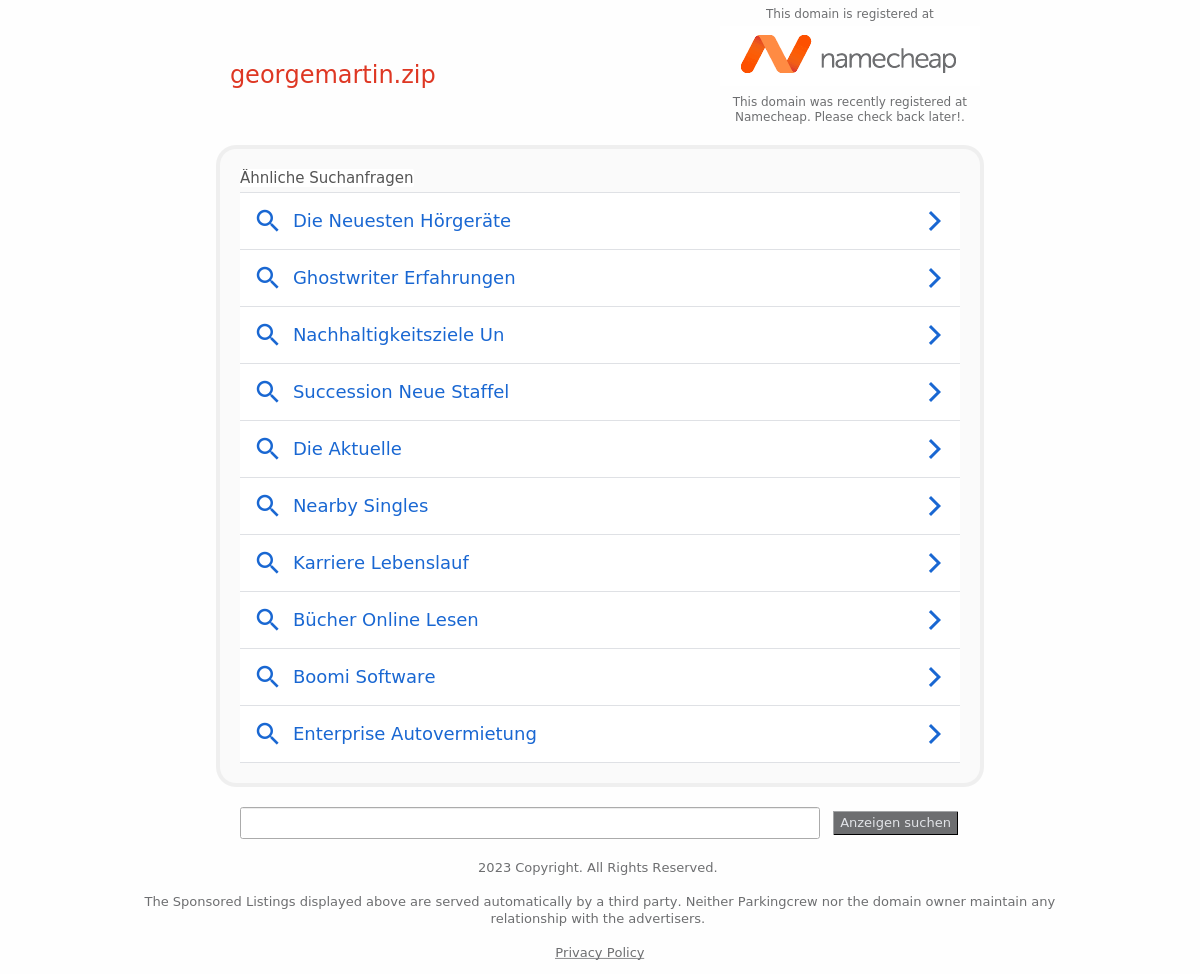 This domain is registered at
namecheap
georgemartin.zip
This domain was recently registered at
Namecheap. Please check back later!.
Ähnliche Suchanfragen
Die Neuesten Hörgeräte
Ghostwriter Erfahrungen
Nachhaltigkeitsziele Un
Succession Neue Staffel
Die Aktuelle
Nearby Singles
Karriere Lebenslauf
Bücher Online Lesen
Boomi Software
Enterprise Autovermietung
Anzeigen suchen
2023 Copyright. All Rights Reserved.
The Sponsored Listings displayed above are served automatically by a third party. Neither Parkingcrew nor the domain owner maintain any
relationship with the advertisers.
Privacy Policy